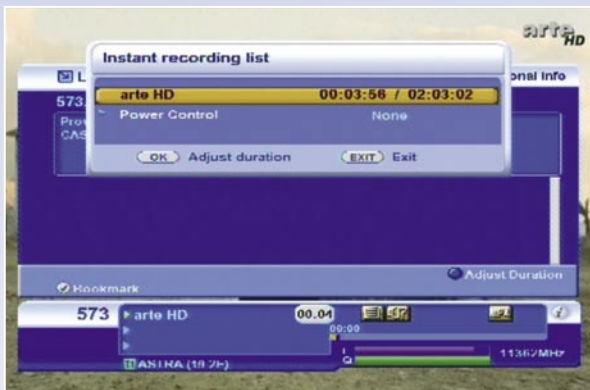 arte HD
Instant recording list
L onal Info
arte HD 00:03:56 / 02:03:02
573
Power Control None
Prov
CAS
OK Adjust duration EXIT Exit
Adjust Duration
Bookmark
573 arte HD 00.04
00:00
ASTRA (19.2E) Q 11362MHz